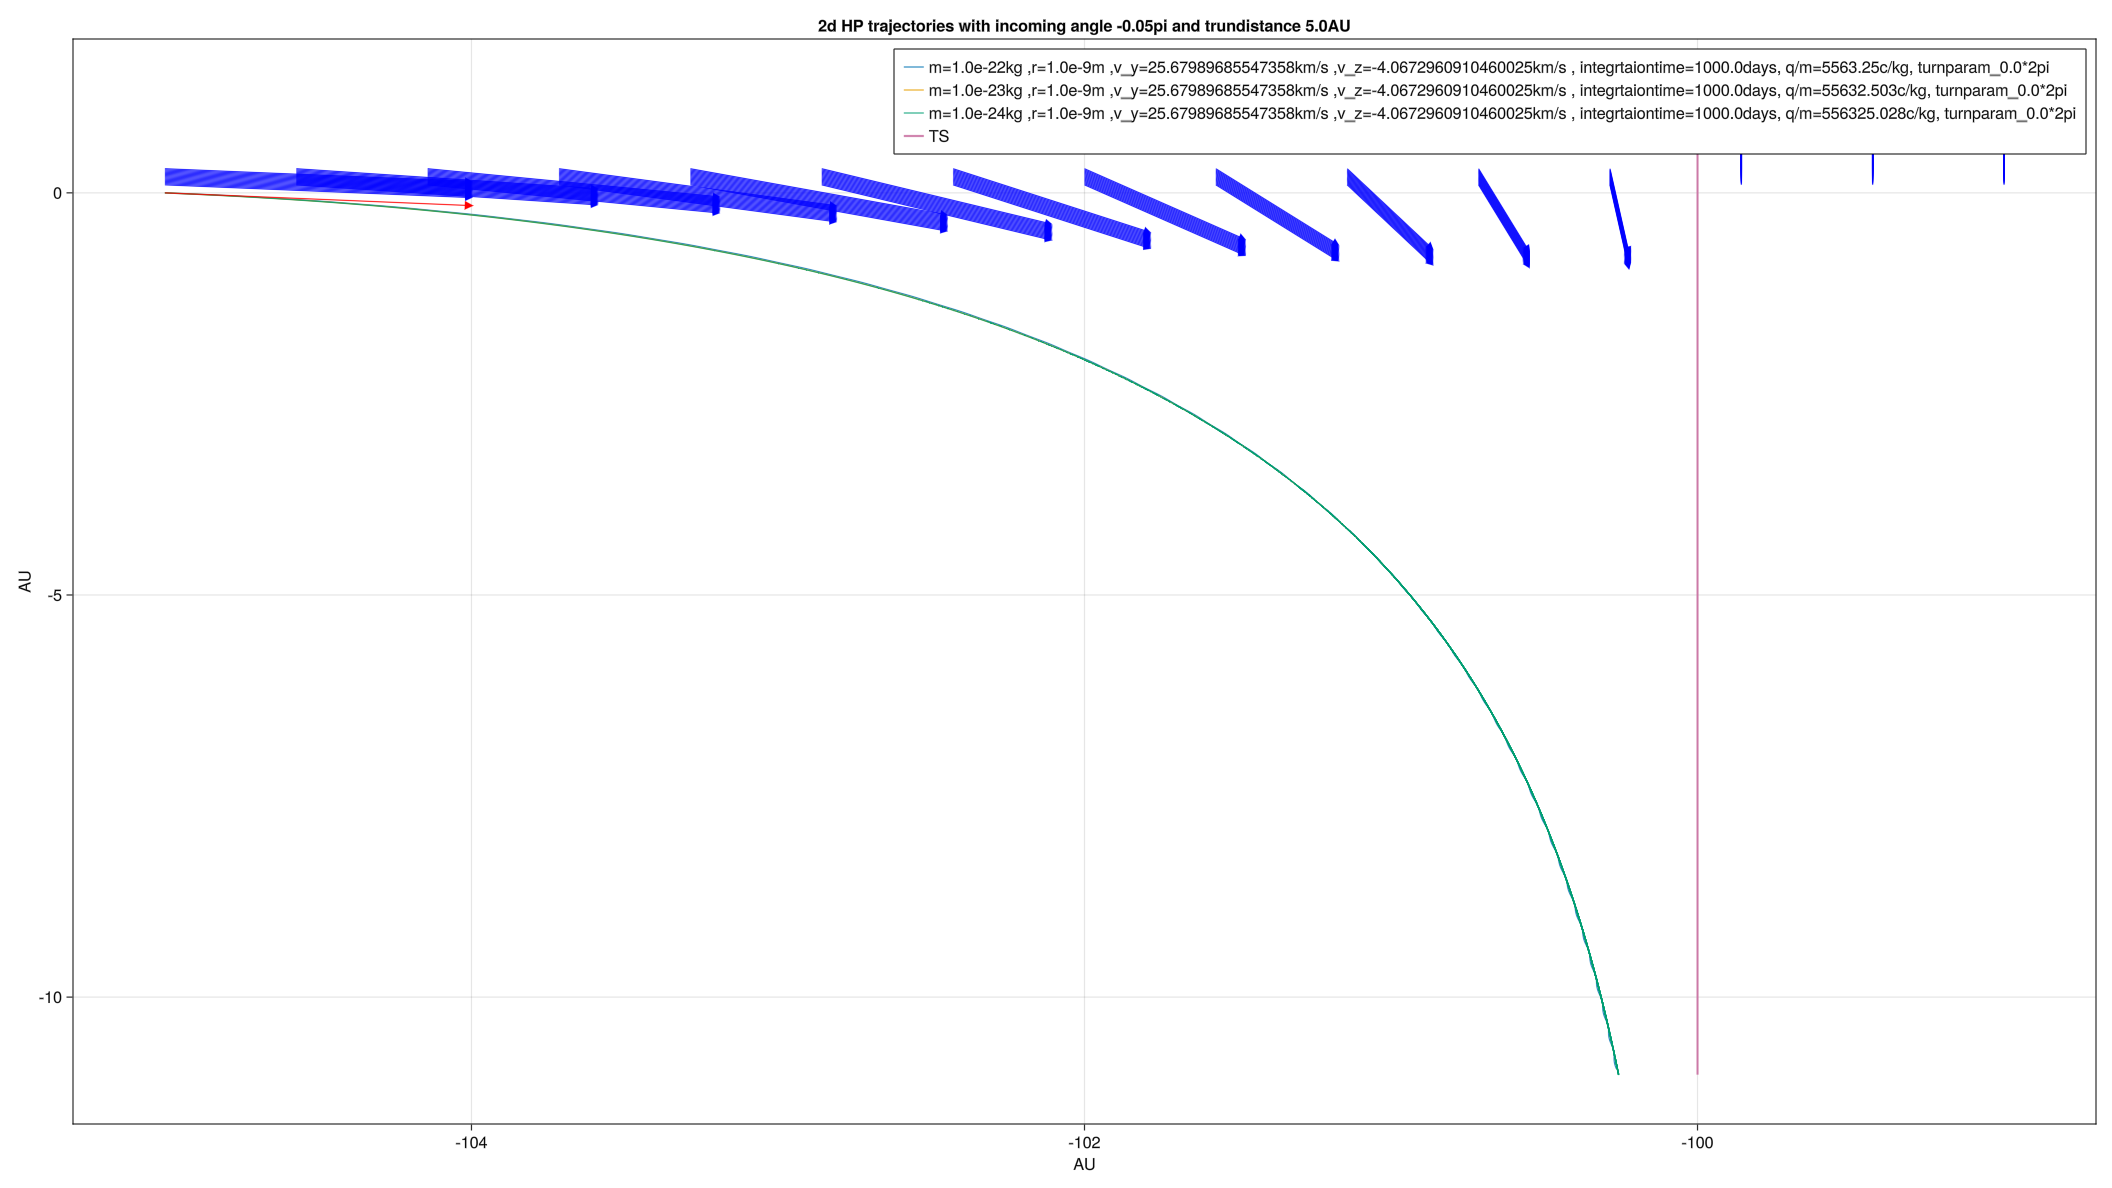 2d HP trajectories with incoming angle -0.05pi and trundistance 5.0AU
m=1.0e-22kg ,r=1.0e-9m ,v_y=25.67989685547358km/s ,v_z=-4.0672960910460025km/s , integrtaiontime=1000.0days, q/m=5563.25c/kg, turnparam_0.0*2pi
m=1.0e-23kg ,r=1.0e-9m ,v_y=25.67989685547358km/s ,v_z=-4.0672960910460025km/s , integrtaiontime=1000.0days, q/m=55632.503c/kg, turnparam_0.0*2pi
m=1.0e-24kg ,r=1.0e-9m ,v_y=25.67989685547358km/s ,v_z=-4.0672960910460025km/s , integrtaiontime=1000.0days, q/m=556325.028c/kg, turnparam_0.0*2pi
TS
0
-5
-10
AU
-104
-102
-100
AU